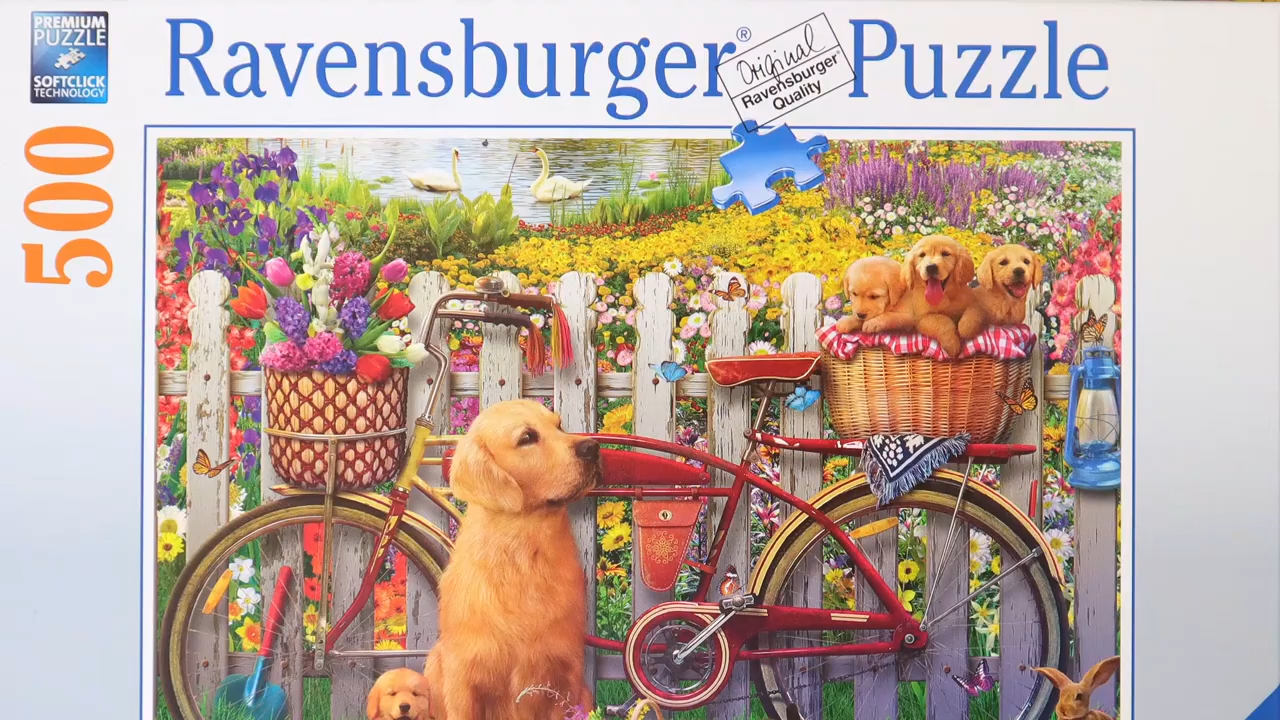 PREMIUM
PUZZLE
SOFTCLICK
TECHNOLOGY
Ravensburger® Puzzle
Original
Ravensburger®
Quality
500